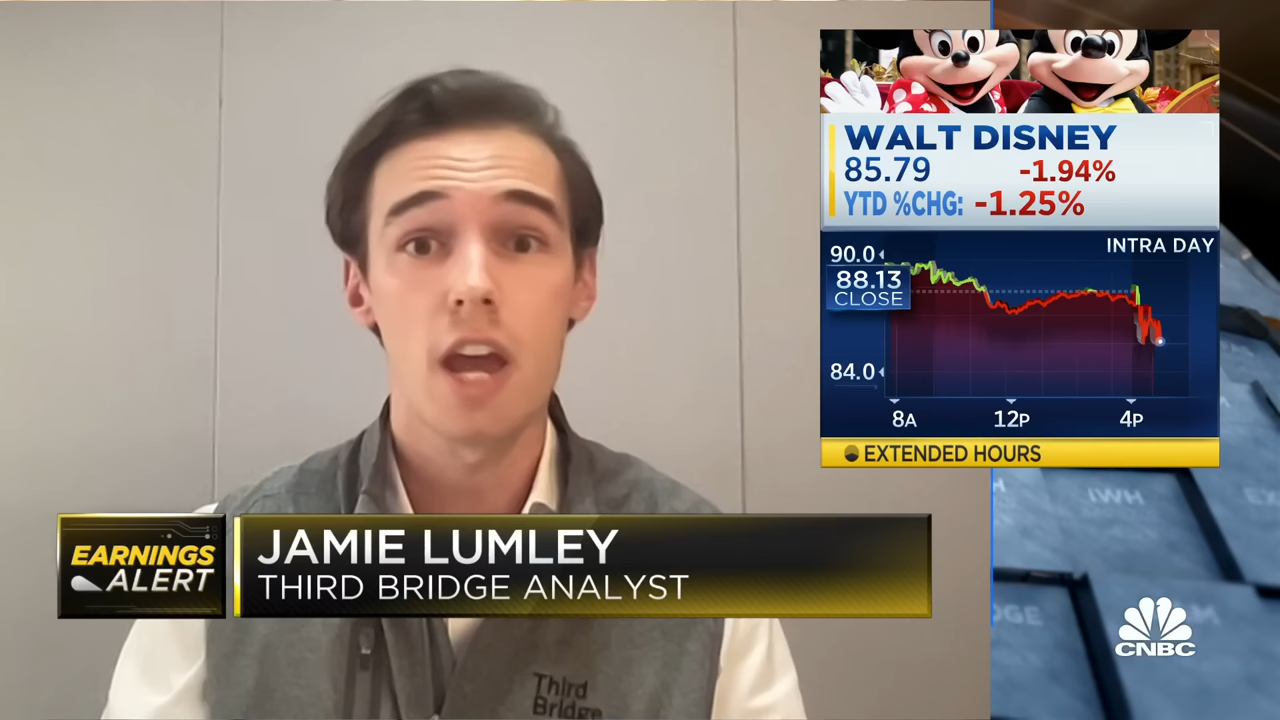 WALT DISNEY
85.79 -1.94%
YTD %CHG: -1.25%
INTRA DAY
90.0
88.13
CLOSE
84.0
8A 12P 4P
EXTENDED HOURS
IWH
EARNINGS
ALERT
JAMIE LUMLEY
THIRD BRIDGE ANALYST
CNBC
Third
Bridge